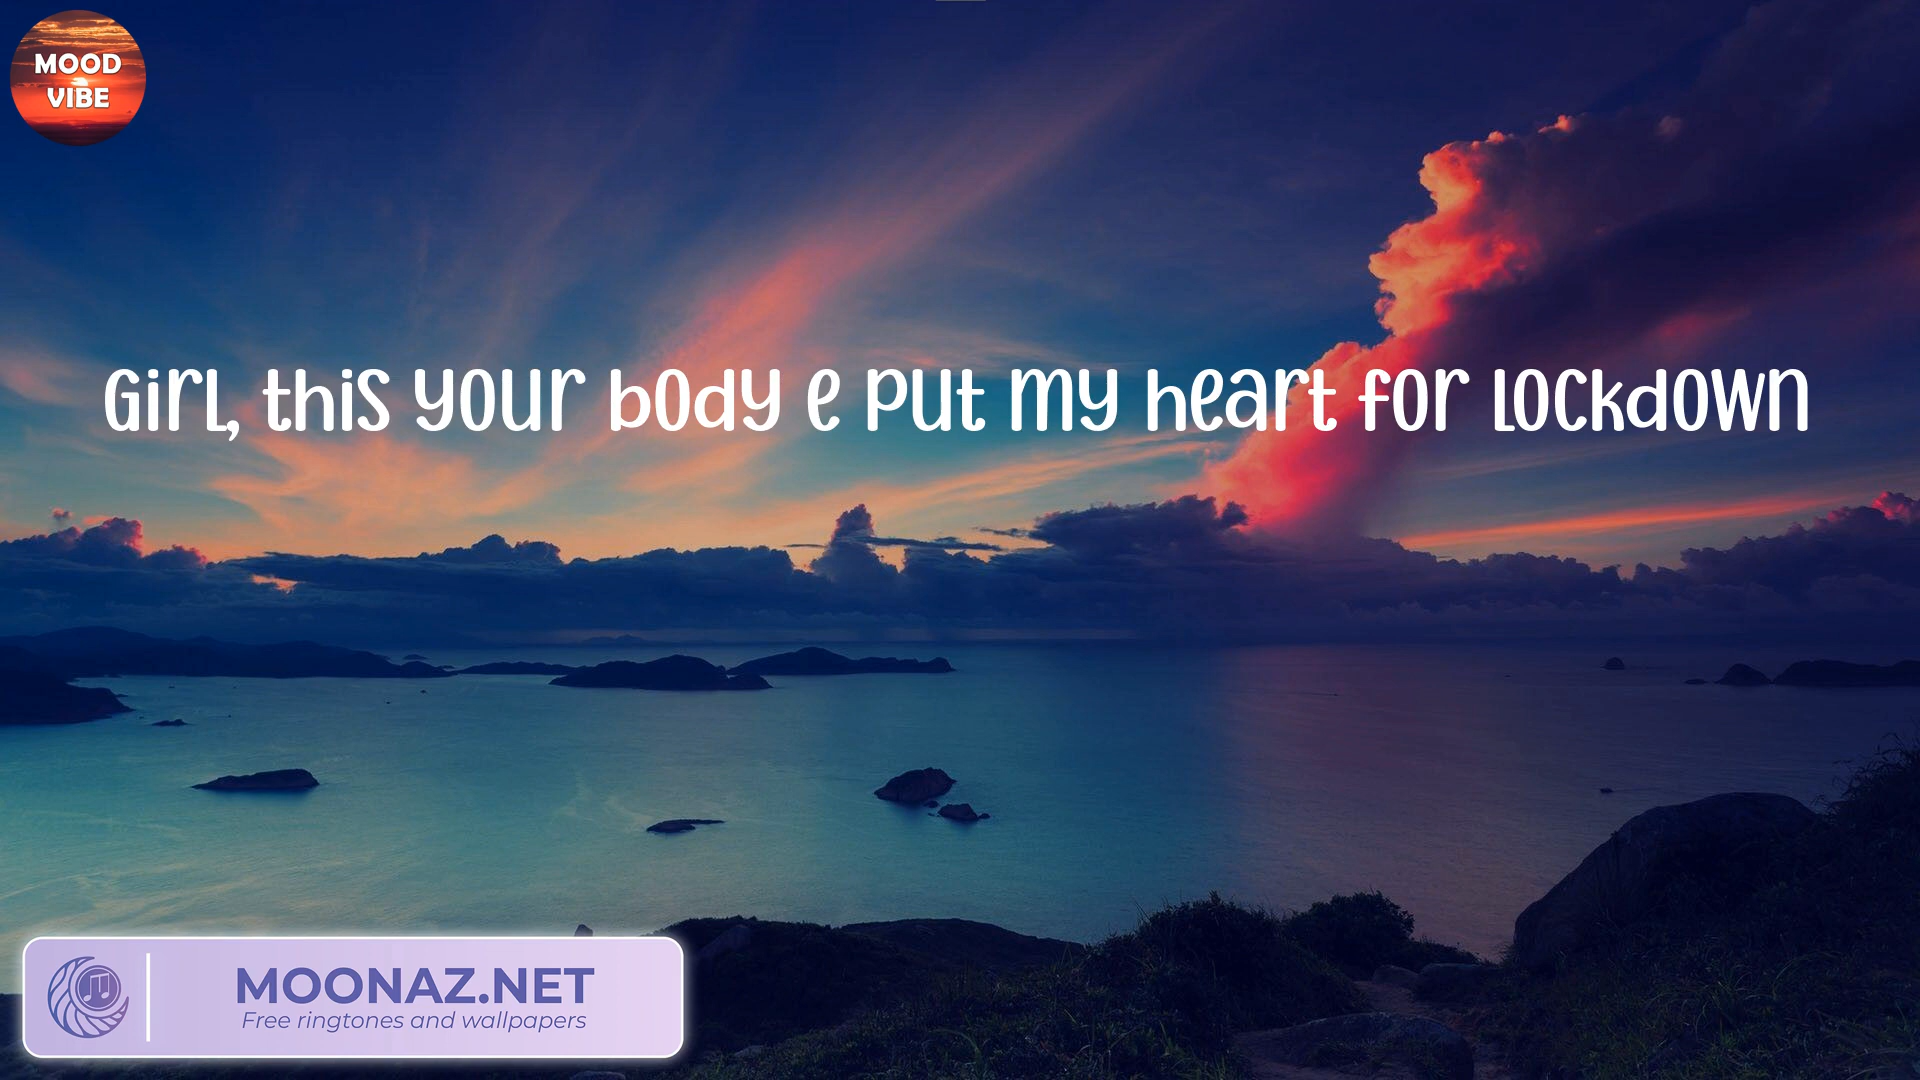 MOOD
VIBE
Girl, this your body e put my heart for lockdown
MOONAZ.NET
Free ringtones and wallpapers